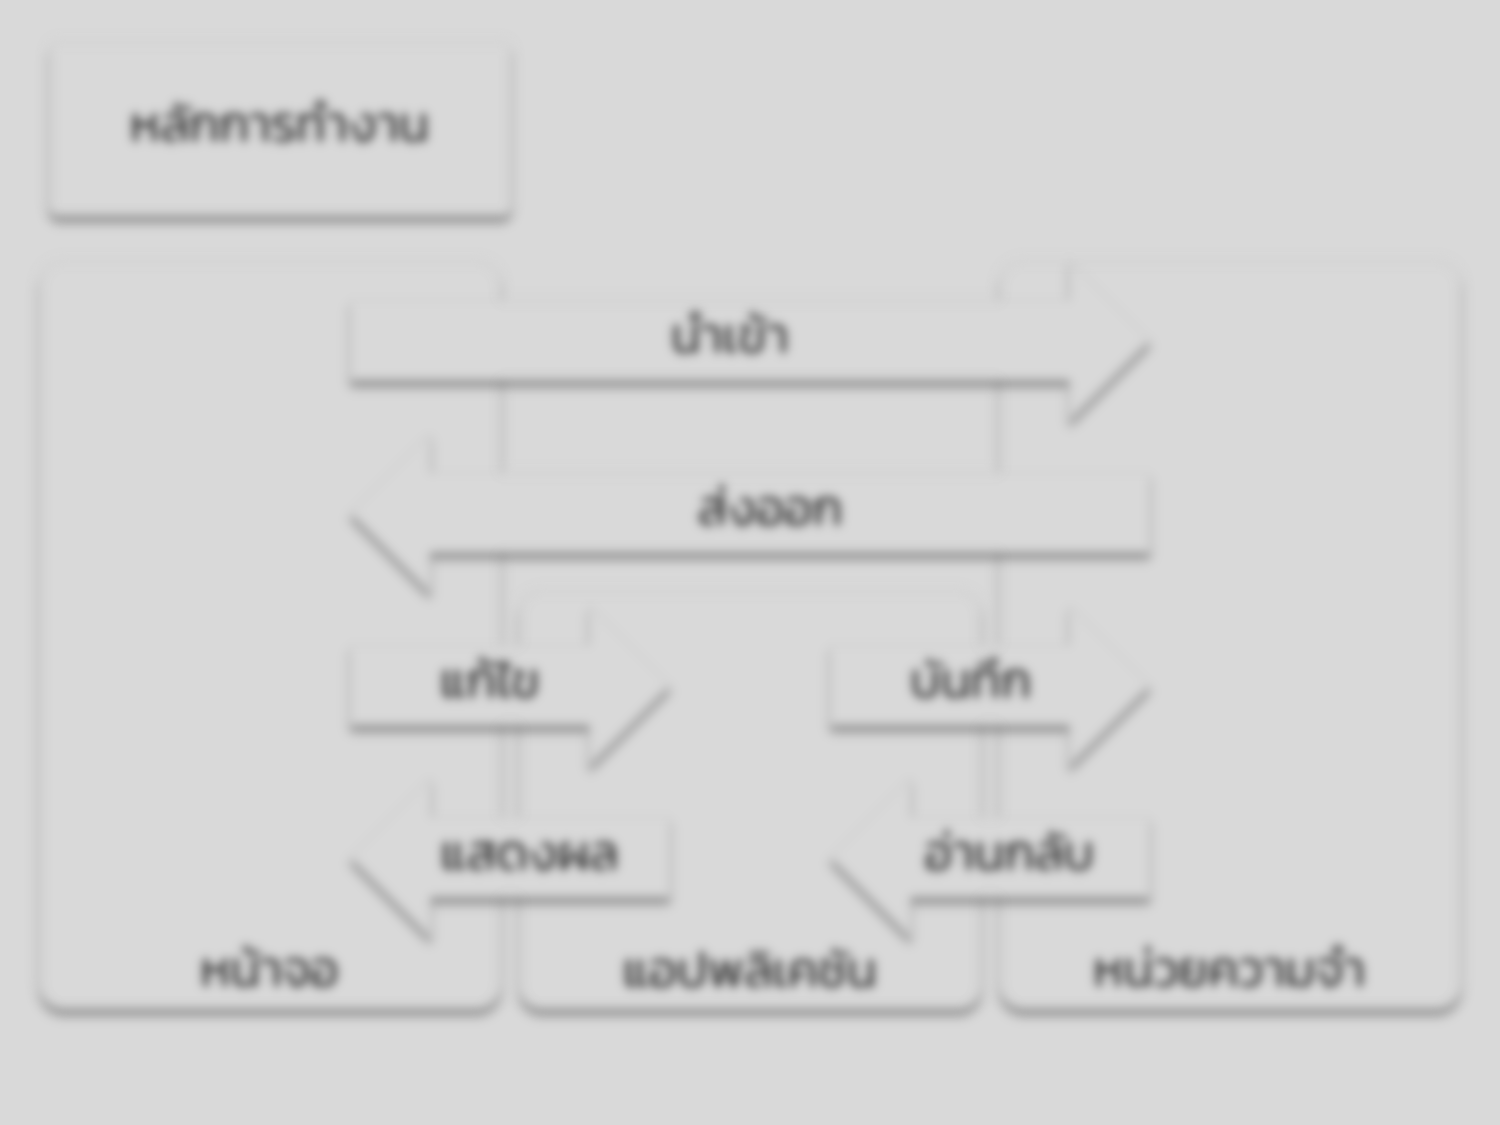 หลักการทำงาน
นำเข้า
ส่งออก
แก้ไข
บันทึก
แสดงผล
อ่านกลับ
หน้าจอ
แอปพลิเคชัน
หน่วยความจำ